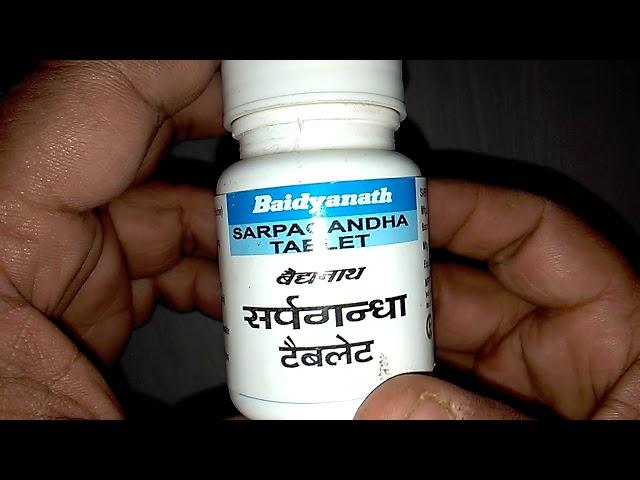 Baidyanath
SARPAGANDHA
TABLET
बैद्यनाथ
सर्पगन्धा
टैबलेट